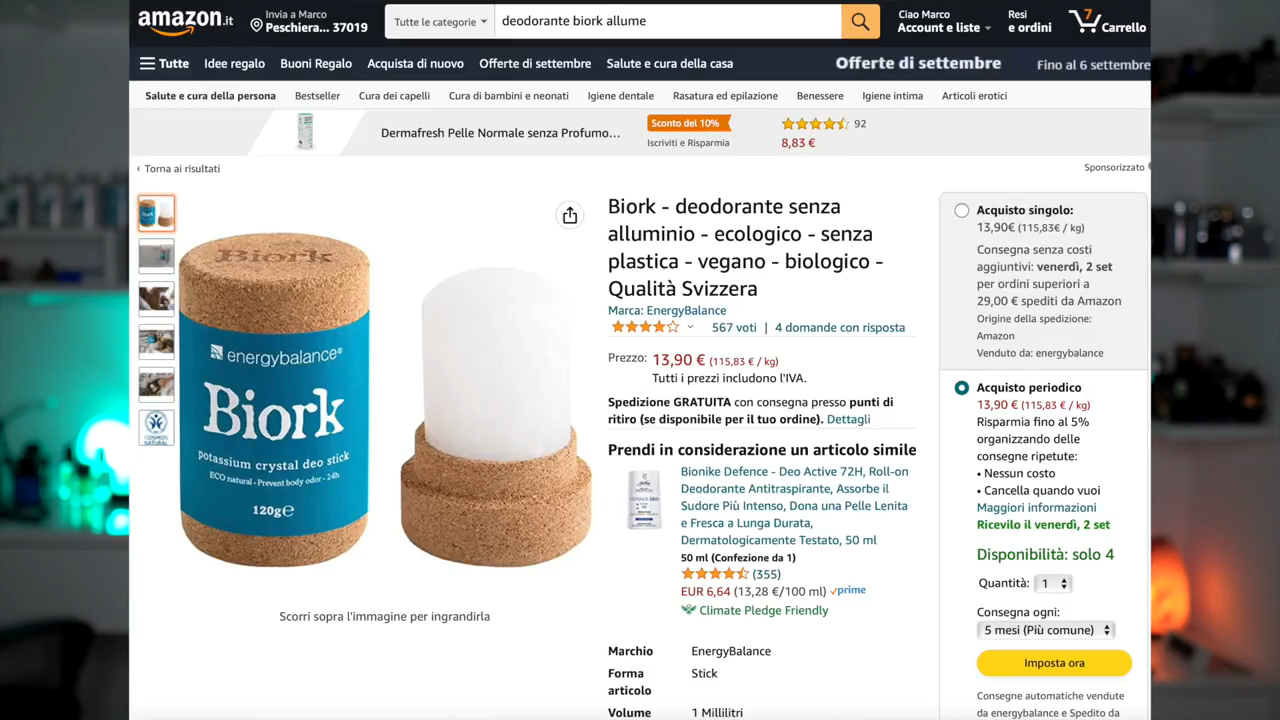 amazon.it
Invia a Marco
Peschiera... 37019
Tutte le categorie
deodorante biork allume
Ciao Marco
Account e liste
Resi
e ordini
7
Carrello
Tutte
Idee regalo
Buoni Regalo
Acquista di nuovo
Offerte di settembre
Salute e cura della casa
Offerte di settembre
Fino al 6 settembre
Salute e cura della persona
Bestseller
Cura dei capelli
Cura di bambini e neonati
Igiene dentale
Rasatura ed epilazione
Benessere
Igiene intima
Articoli erotici
Dermafresh Pelle Normale senza Profumo...
Sconto del 10%
Iscriviti e Risparmia
92
8,83 €
‹ Torna ai risultati
Sponsorizzato
Biork
energybalance®
Biork
potassium crystal deo stick
ECO natural - Prevent body odor - 24h
120g℮
COSMOS
NATURAL
Scorri sopra l'immagine per ingrandirla
Biork - deodorante senza
alluminio - ecologico - senza
plastica - vegano - biologico -
Qualità Svizzera
Marca: EnergyBalance
567 voti | 4 domande con risposta
Prezzo: 13,90 € (115,83 € / kg)
Tutti i prezzi includono l'IVA.
Spedizione GRATUITA con consegna presso punti di
ritiro (se disponibile per il tuo ordine). Dettagli
Prendi in considerazione un articolo simile
Bionike Defence - Deo Active 72H, Roll-on
Deodorante Antitraspirante, Assorbe il
Sudore Più Intenso, Dona una Pelle Lenita
e Fresca a Lunga Durata,
Dermatologicamente Testato, 50 ml
50 ml (Confezione da 1)
(355)
EUR 6,64 (13,28 €/100 ml) prime
Climate Pledge Friendly
Marchio EnergyBalance
Forma Stick
articolo
Volume 1 Millilitri
Acquisto singolo:
13,90€ (115,83€ / kg)
Consegna senza costi
aggiuntivi: venerdì, 2 set
per ordini superiori a
29,00 € spediti da Amazon
Origine della spedizione:
Amazon
Venduto da: energybalance
Acquisto periodico
13,90 € (115,83 € / kg)
Risparmia fino al 5%
organizzando delle
consegne ripetute:
• Nessun costo
• Cancella quando vuoi
Maggiori informazioni
Ricevilo il venerdì, 2 set
Disponibilità: solo 4
Quantità: 1
Consegna ogni:
5 mesi (Più comune)
Imposta ora
Consegne automatiche vendute
da energybalance e Spedito da